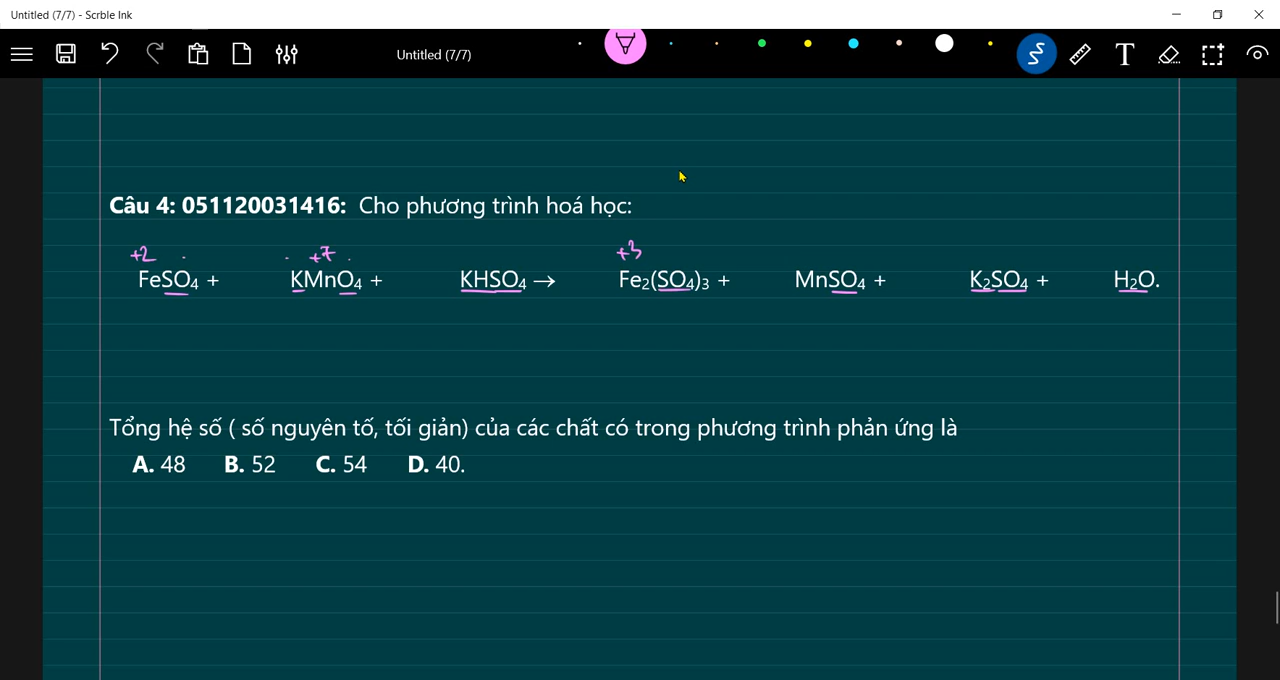 Untitled (7/7) - Scrble Ink
Untitled (7/7)
Câu 4: 051120031416: Cho phương trình hoá học:
+2 +7 +3
FeSO₄ + KMnO₄ + KHSO₄ → Fe₂(SO₄)₃ + MnSO₄ + K₂SO₄ + H₂O.
Tổng hệ số ( số nguyên tố, tối giản) của các chất có trong phương trình phản ứng là
A. 48 B. 52 C. 54 D. 40.